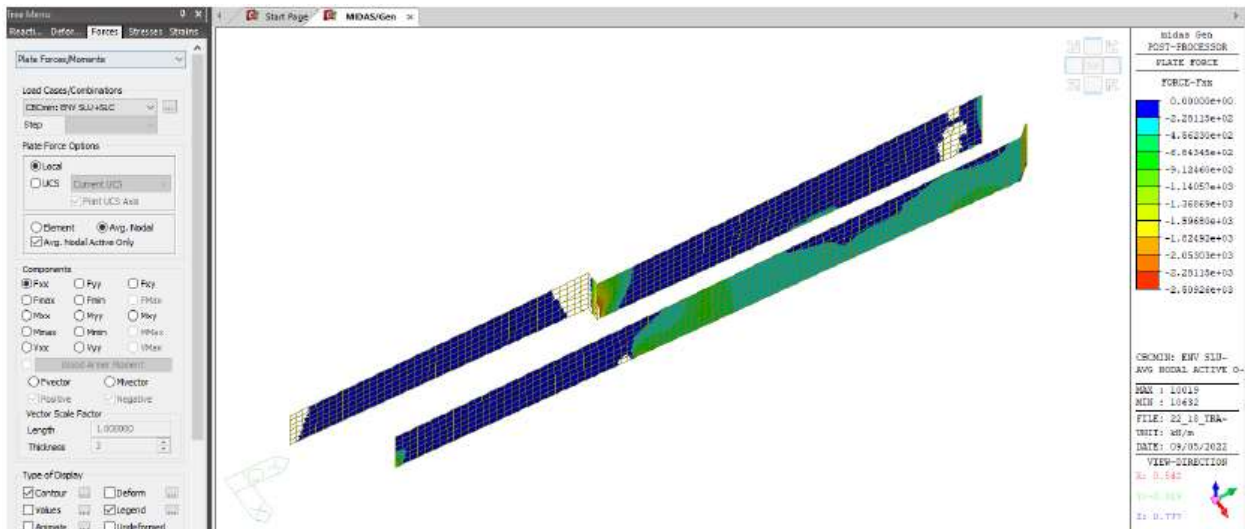 Tree Menu
Reacti... Defor... Forces Stresses Strains
Plate Forces/Moments
Load Cases/Combinations
CBCmin: ENV SLU+SLC
Step
Plate Force Options
Local
UCS Current UCS
Print UCS Axis
Element Avg. Nodal
Avg. Nodal Active Only
Components
Fxx Fyy Fxy
Fmax Fmin FMax
Mxx Myy Mxy
Mmax Mmin MMax
Vxx Vyy VMax
Wood Armer Moment
Fvector Mvector
Positive Negative
Vector Scale Factor
Length 1.000000
Thickness
Type of Display
Contour Deform
Values Legend
Animate Undeformed
Start Page MIDAS/Gen
midas Gen
POST-PROCESSOR
PLATE FORCE
FORCE-Fxx
0.00000e+00
-2.28115e+02
-4.56230e+02
-6.84345e+02
-9.12460e+02
-1.14057e+03
-1.36869e+03
-1.59680e+03
-1.82492e+03
-2.05303e+03
-2.28115e+03
-2.50926e+03
CBCMIN: ENV SLU-
AVG NODAL ACTIVE O-
MAX : 10019
MIN : 10632
FILE: 22_18_TRA-
UNIT: kN/m
DATE: 09/05/2022
VIEW-DIRECTION
Z: 0.777